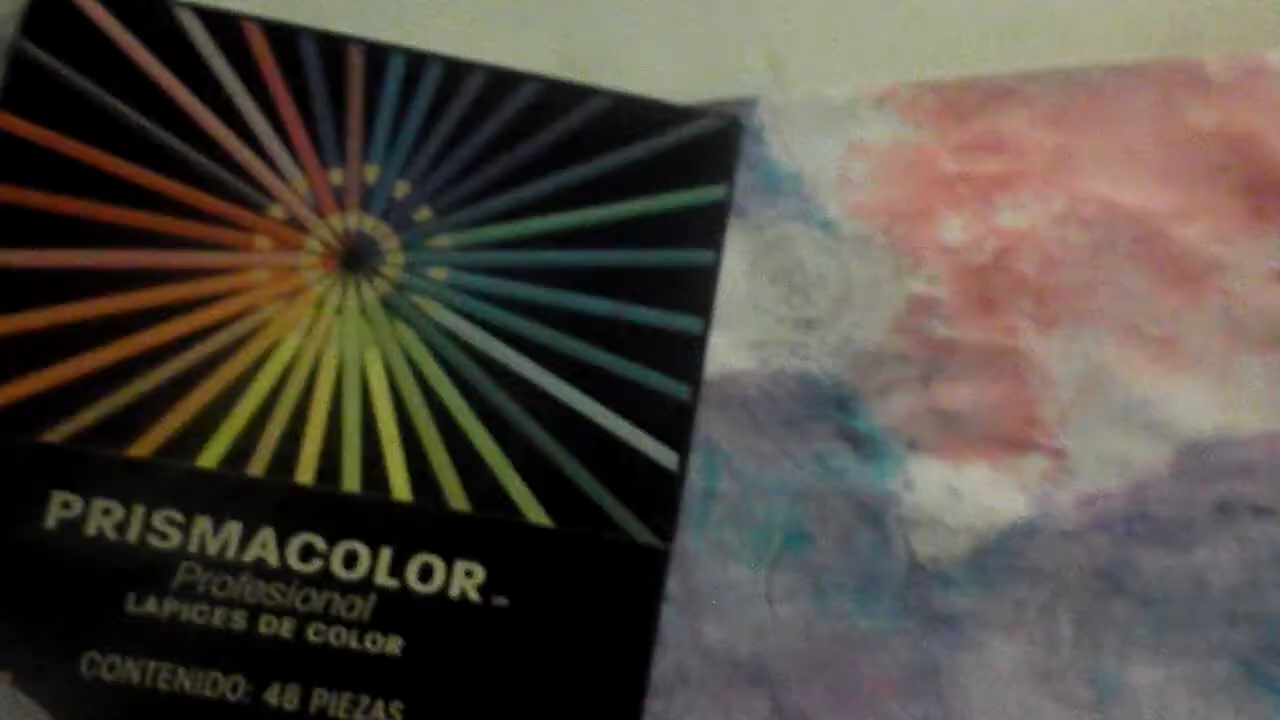 PRISMACOLOR
Profesional
LAPICES DE COLOR
CONTENIDO: 48 PIEZAS